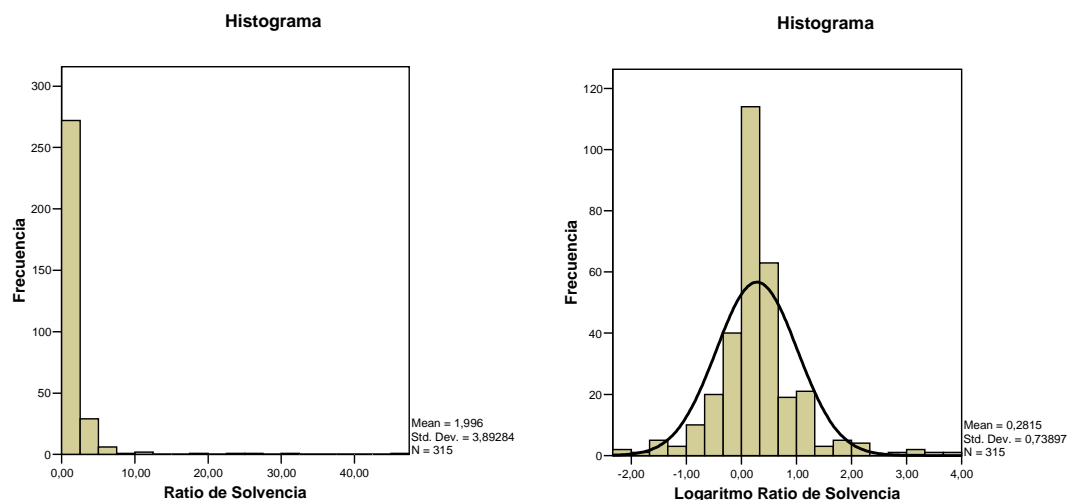 Histograma
300
250
200
150
100
50
0
Frecuencia
0,00
10,00
20,00
30,00
40,00
Ratio de Solvencia
Mean = 1,996
Std. Dev. = 3,89284
N = 315
Histograma
120
100
80
60
40
20
0
Frecuencia
-2,00
-1,00
0,00
1,00
2,00
3,00
4,00
Logaritmo Ratio de Solvencia
Mean = 0,2815
Std. Dev. = 0,73897
N = 315